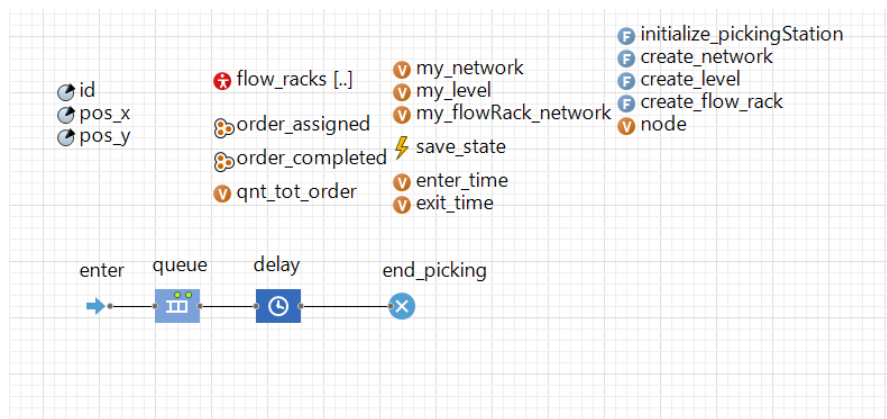 id
pos_x
pos_y
flow_racks [..]
order_assigned
order_completed
qnt_tot_order
my_network
my_level
my_flowRack_network
save_state
enter_time
exit_time
initialize_pickingStation
create_network
create_level
create_flow_rack
node
enter
queue
delay
end_picking